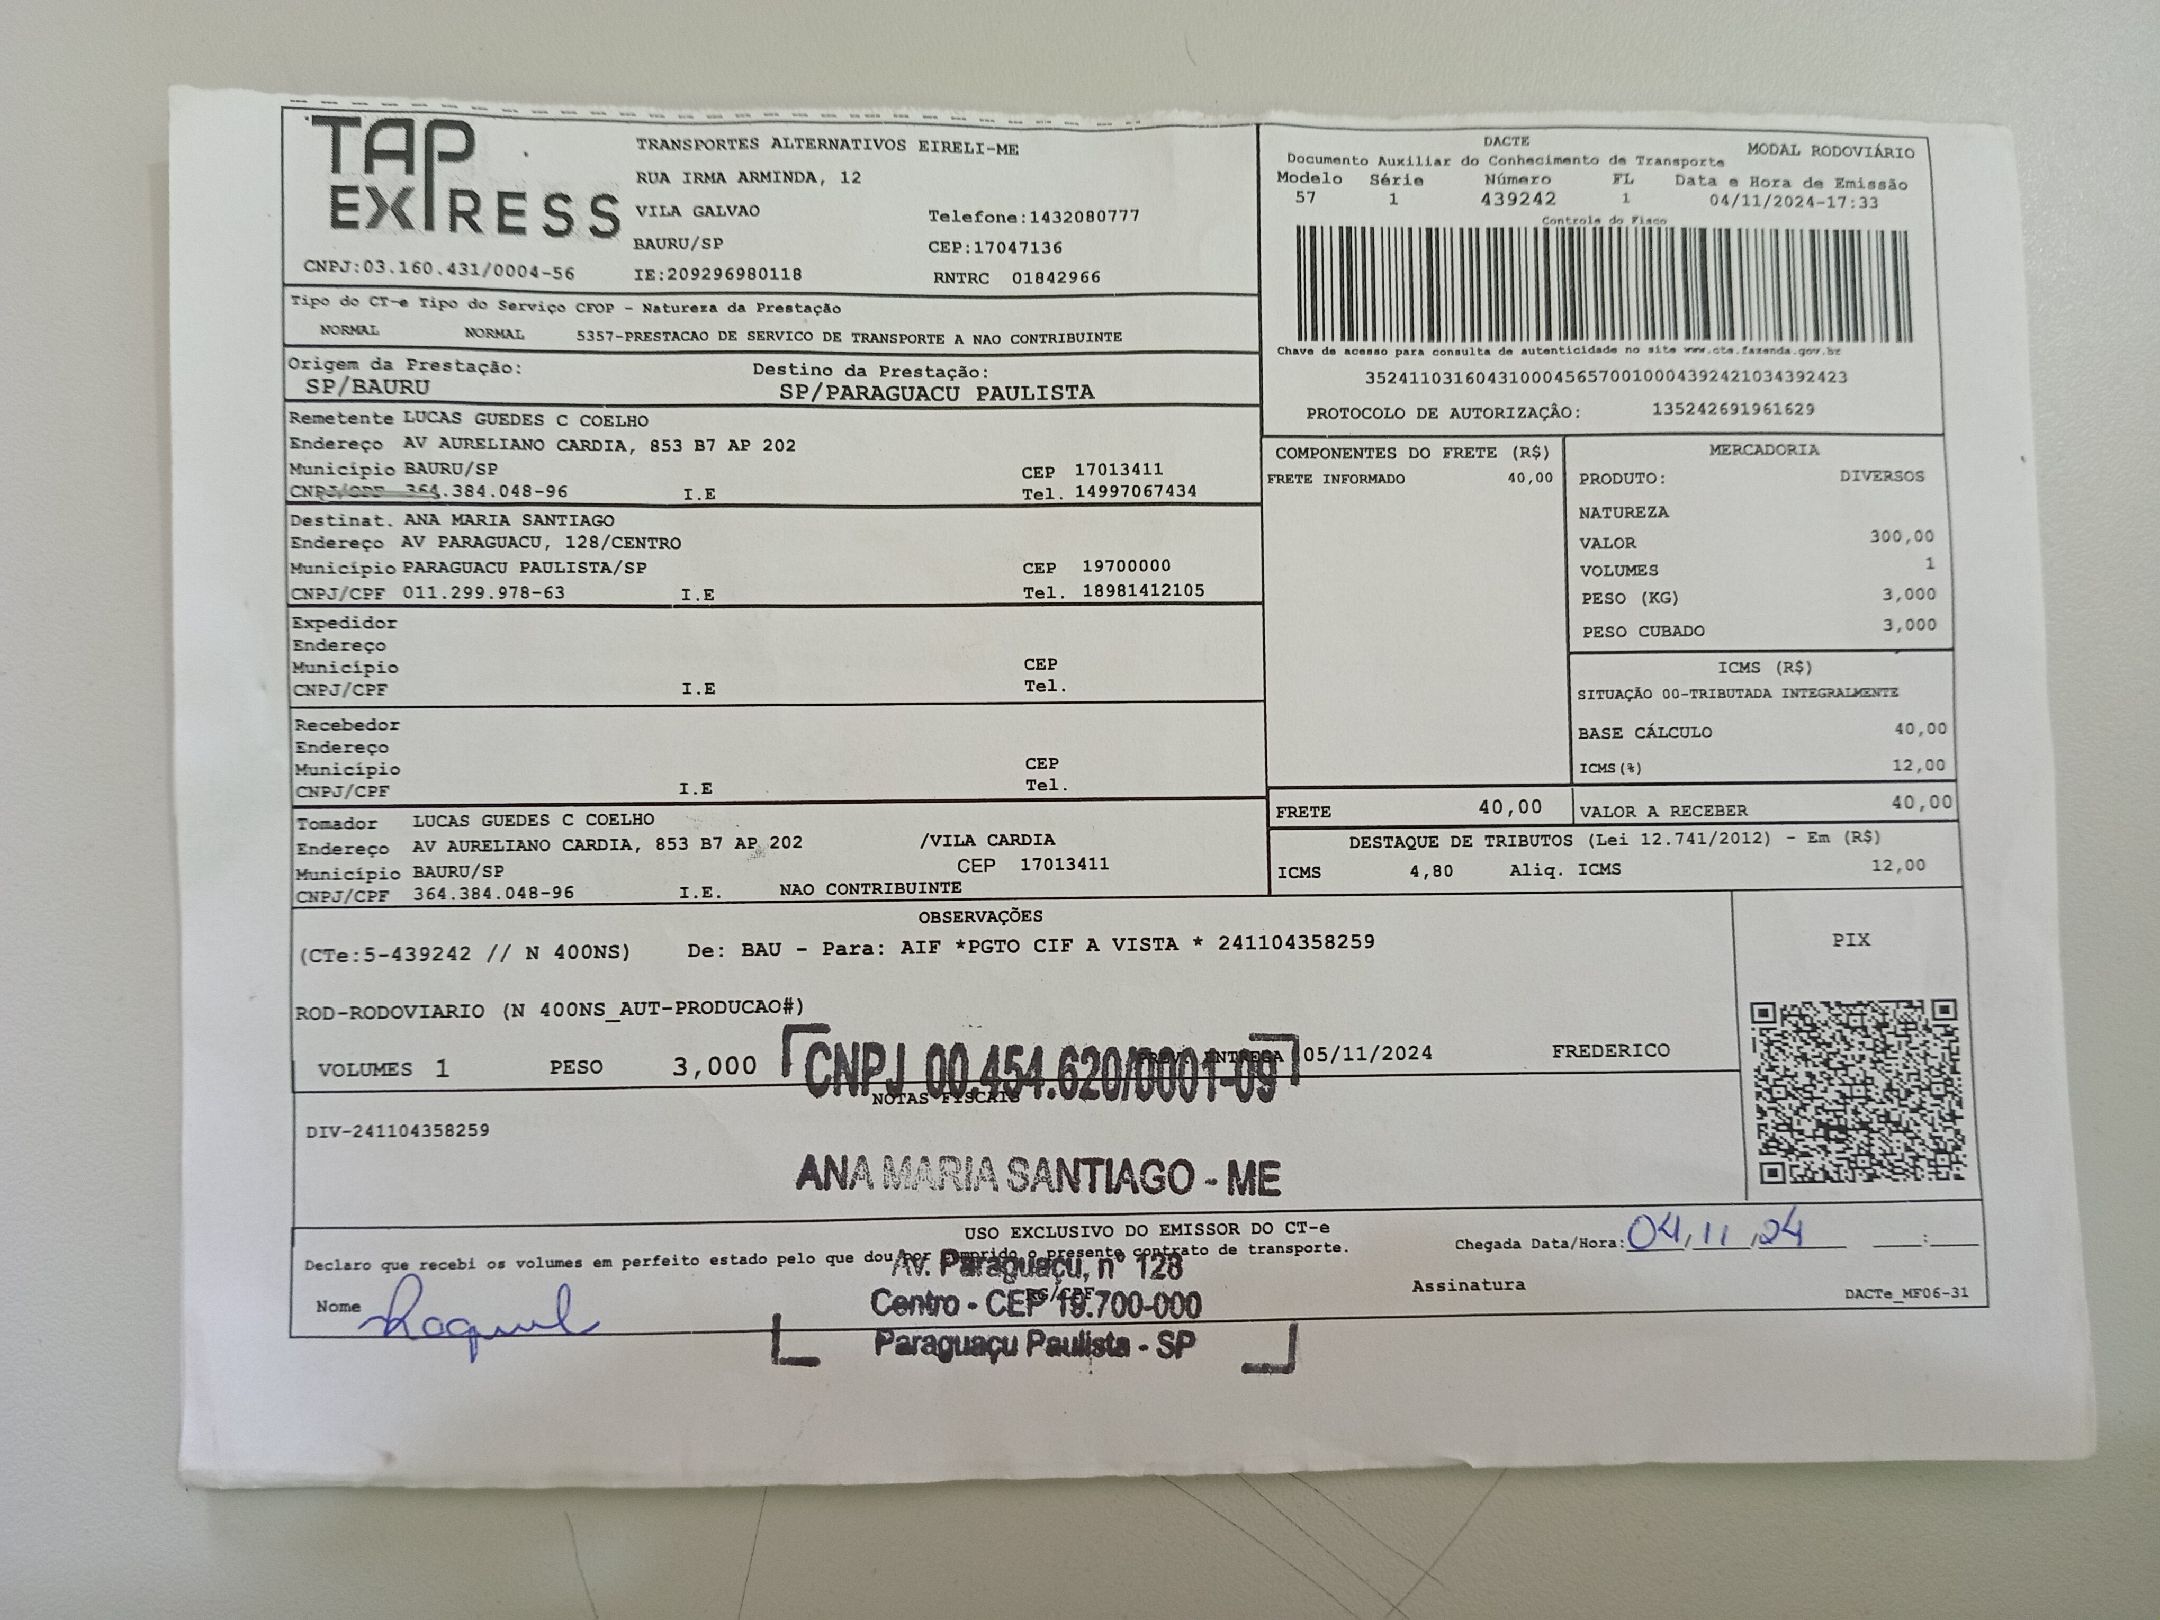 TAP EXPRESS
TRANSPORTES ALTERNATIVOS EIRELI-ME
RUA IRMA ARMINDA, 12
VILA GALVAO Telefone:1432080777
BAURU/SP CEP:17047136
CNPJ:03.160.431/0004-56 IE:209296980118 RNTRC 01842966
DACTE MODAL RODOVIÁRIO
Documento Auxiliar do Conhecimento de Transporte
Modelo Série Número FL Data e Hora de Emissão
57 1 439242 1 04/11/2024-17:33
Controle do Fisco
Chave de acesso para consulta de autenticidade no site www.cte.fazenda.gov.br
35241103160431000456570010004392421034392423
PROTOCOLO DE AUTORIZAÇÃO: 135242691961629
Tipo do CT-e Tipo do Serviço CFOP - Natureza da Prestação
NORMAL NORMAL 5357-PRESTACAO DE SERVICO DE TRANSPORTE A NAO CONTRIBUINTE
Origem da Prestação: Destino da Prestação:
SP/BAURU SP/PARAGUACU PAULISTA
Remetente LUCAS GUEDES C COELHO
Endereço AV AURELIANO CARDIA, 853 B7 AP 202
Município BAURU/SP CEP 17013411
CNPJ/CPF 364.384.048-96 I.E Tel. 14997067434
Destinat. ANA MARIA SANTIAGO
Endereço AV PARAGUACU, 128/CENTRO
Município PARAGUACU PAULISTA/SP CEP 19700000
CNPJ/CPF 011.299.978-63 I.E Tel. 18981412105
Expedidor
Endereço
Município CEP
CNPJ/CPF I.E Tel.
Recebedor
Endereço
Município CEP
CNPJ/CPF I.E Tel.
Tomador LUCAS GUEDES C COELHO
Endereço AV AURELIANO CARDIA, 853 B7 AP 202 /VILA CARDIA
Município BAURU/SP CEP 17013411
CNPJ/CPF 364.384.048-96 I.E. NAO CONTRIBUINTE
COMPONENTES DO FRETE (R$)
FRETE INFORMADO 40,00
MERCADORIA
PRODUTO: DIVERSOS
NATUREZA
VALOR 300,00
VOLUMES 1
PESO (KG) 3,000
PESO CUBADO 3,000
ICMS (R$)
SITUAÇÃO 00-TRIBUTADA INTEGRALMENTE
BASE CÁLCULO 40,00
ICMS(%) 12,00
FRETE 40,00 VALOR A RECEBER 40,00
DESTAQUE DE TRIBUTOS (Lei 12.741/2012) - Em (R$)
ICMS 4,80 Aliq. ICMS 12,00
OBSERVAÇÕES
(CTe:5-439242 // N 400NS) De: BAU - Para: AIF *PGTO CIF A VISTA * 241104358259
PIX
ROD-RODOVIARIO (N 400NS_AUT-PRODUCAO#)
VOLUMES 1 PESO 3,000 PREV. ENTREGA 05/11/2024 FREDERICO
CNPJ 00.454.620/0001-09
NOTAS FISCAIS
DIV-241104358259
ANA MARIA SANTIAGO - ME
USO EXCLUSIVO DO EMISSOR DO CT-e
Declaro que recebi os volumes em perfeito estado pelo que dou por cumprido o presente contrato de transporte.
Chegada Data/Hora: 04,11,24 :
Av. Paraguaçu, nº 128
Nome Raquel RG/CPF Assinatura DACTe_MF06-31
Centro - CEP 19.700-000
Paraguaçu Paulista - SP